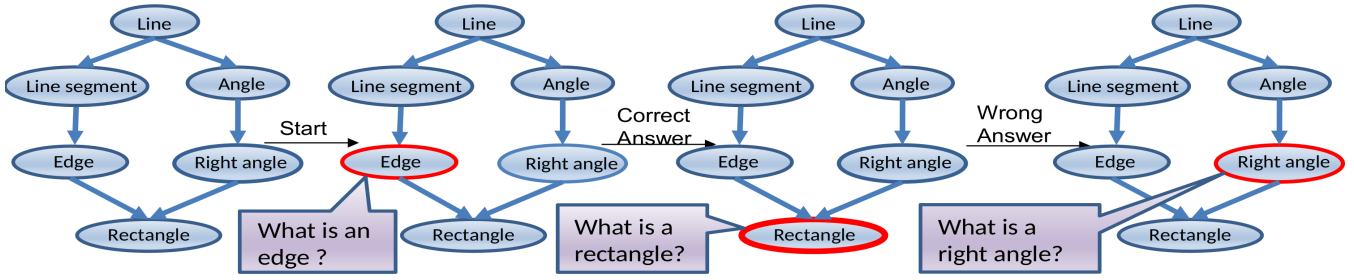 Line
Line segment
Angle
Edge
Right angle
Rectangle
Start
Line
Line segment
Angle
Edge
Right angle
Rectangle
What is an
edge ?
Correct
Answer
Line
Line segment
Angle
Edge
Right angle
Rectangle
What is a
rectangle?
Wrong
Answer
Line
Line segment
Angle
Edge
Right angle
Rectangle
What is a
right angle?